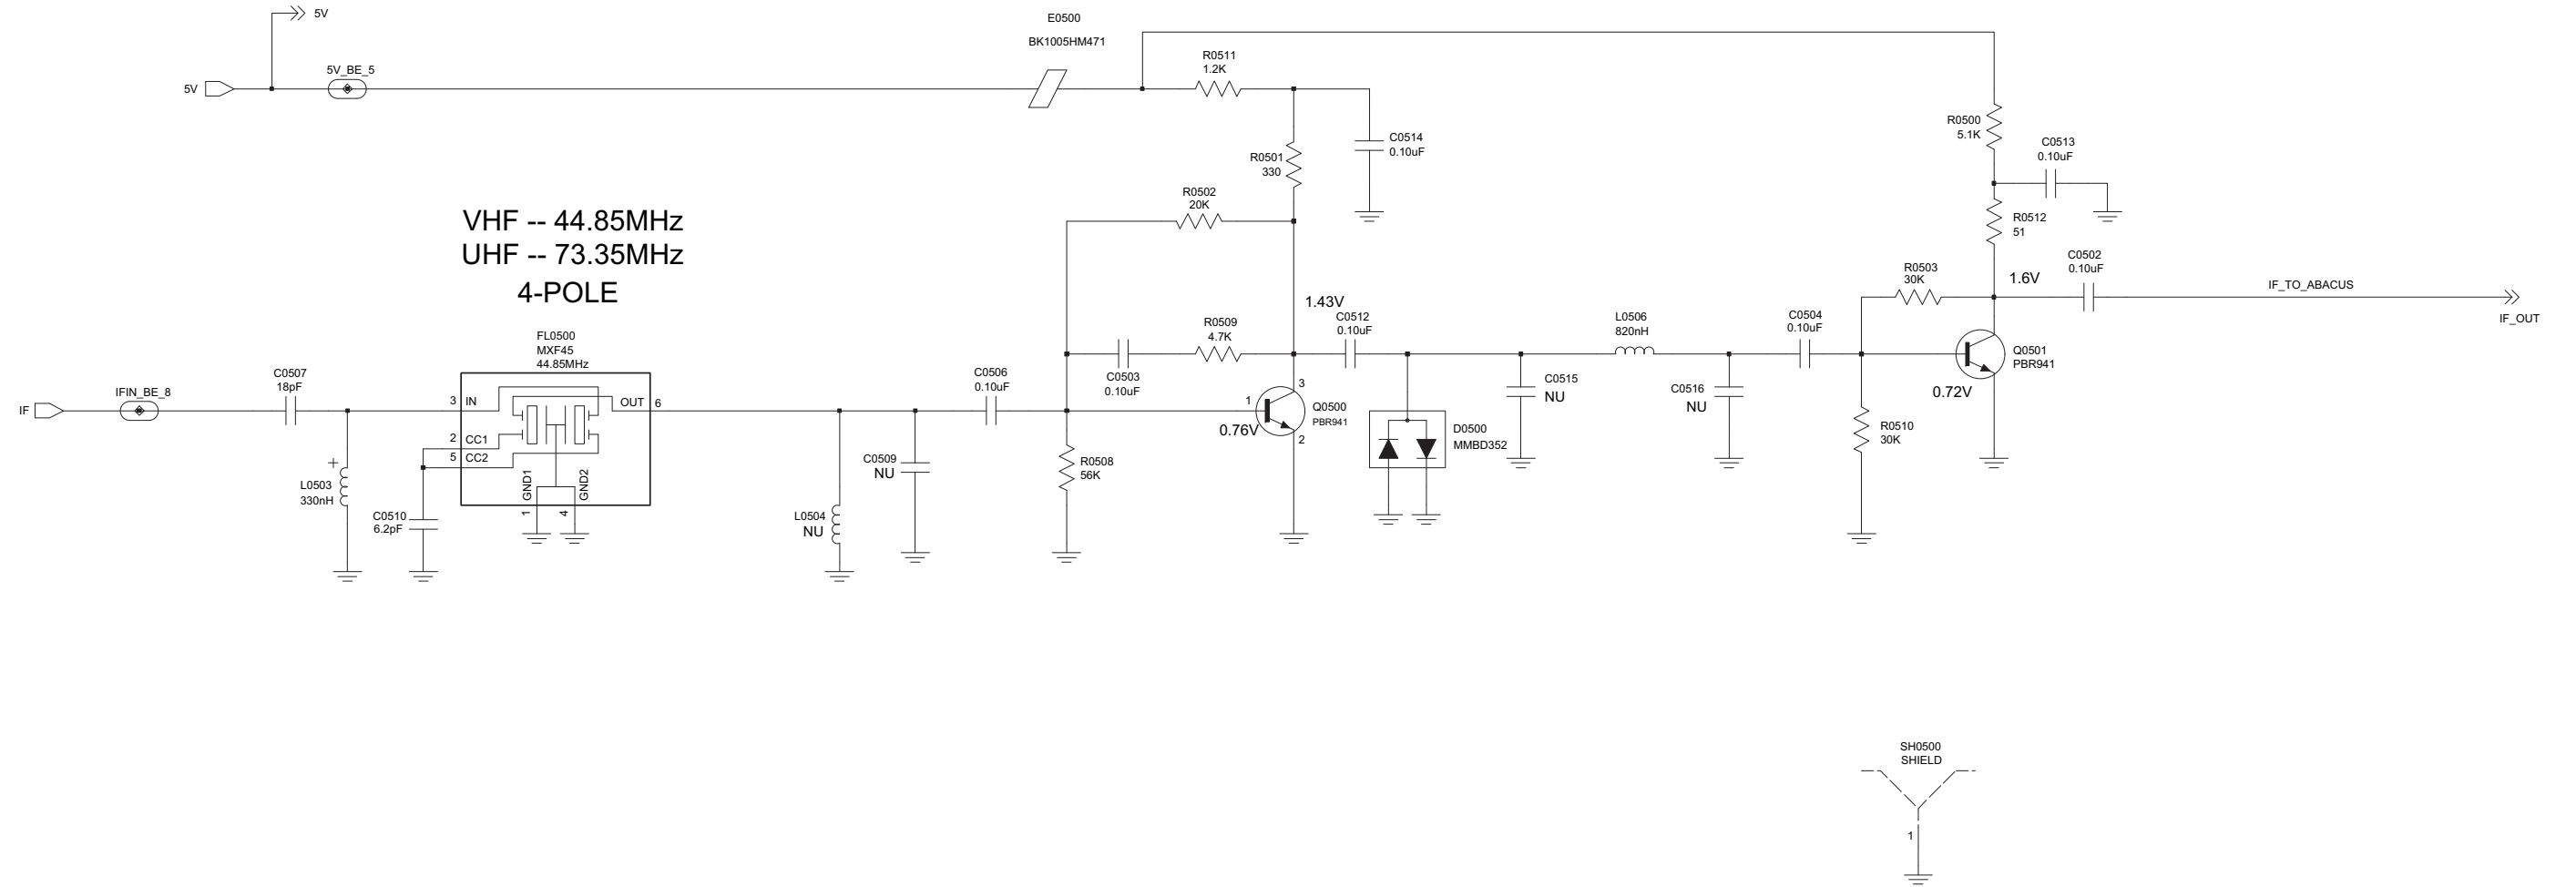 5V
E0500
BK1005HM471
R0511
1.2K
5V_BE_5
5V
R0500
5.1K
C0514
0.10uF
C0513
0.10uF
R0501
330
R0502
20K
VHF -- 44.85MHz
UHF -- 73.35MHz
4-POLE
R0512
51
C0502
0.10uF
R0503
30K
1.6V
IF_TO_ABACUS
IF_OUT
1.43V
C0512
0.10uF
R0509
4.7K
L0506
820nH
C0504
0.10uF
FL0500
MXF45
44.85MHz
Q0501
PBR941
C0507
18pF
C0506
0.10uF
C0503
0.10uF
C0515
NU
C0516
NU
0.72V
IFIN_BE_8
IF
3
IN
OUT
6
1
3
Q0500
PBR941
0.76V
2
2
CC1
5
CC2
D0500
MMBD352
R0510
30K
C0509
NU
R0508
56K
L0503
330nH
GND1
GND2
1
4
C0510
6.2pF
L0504
NU
SH0500
SHIELD
1